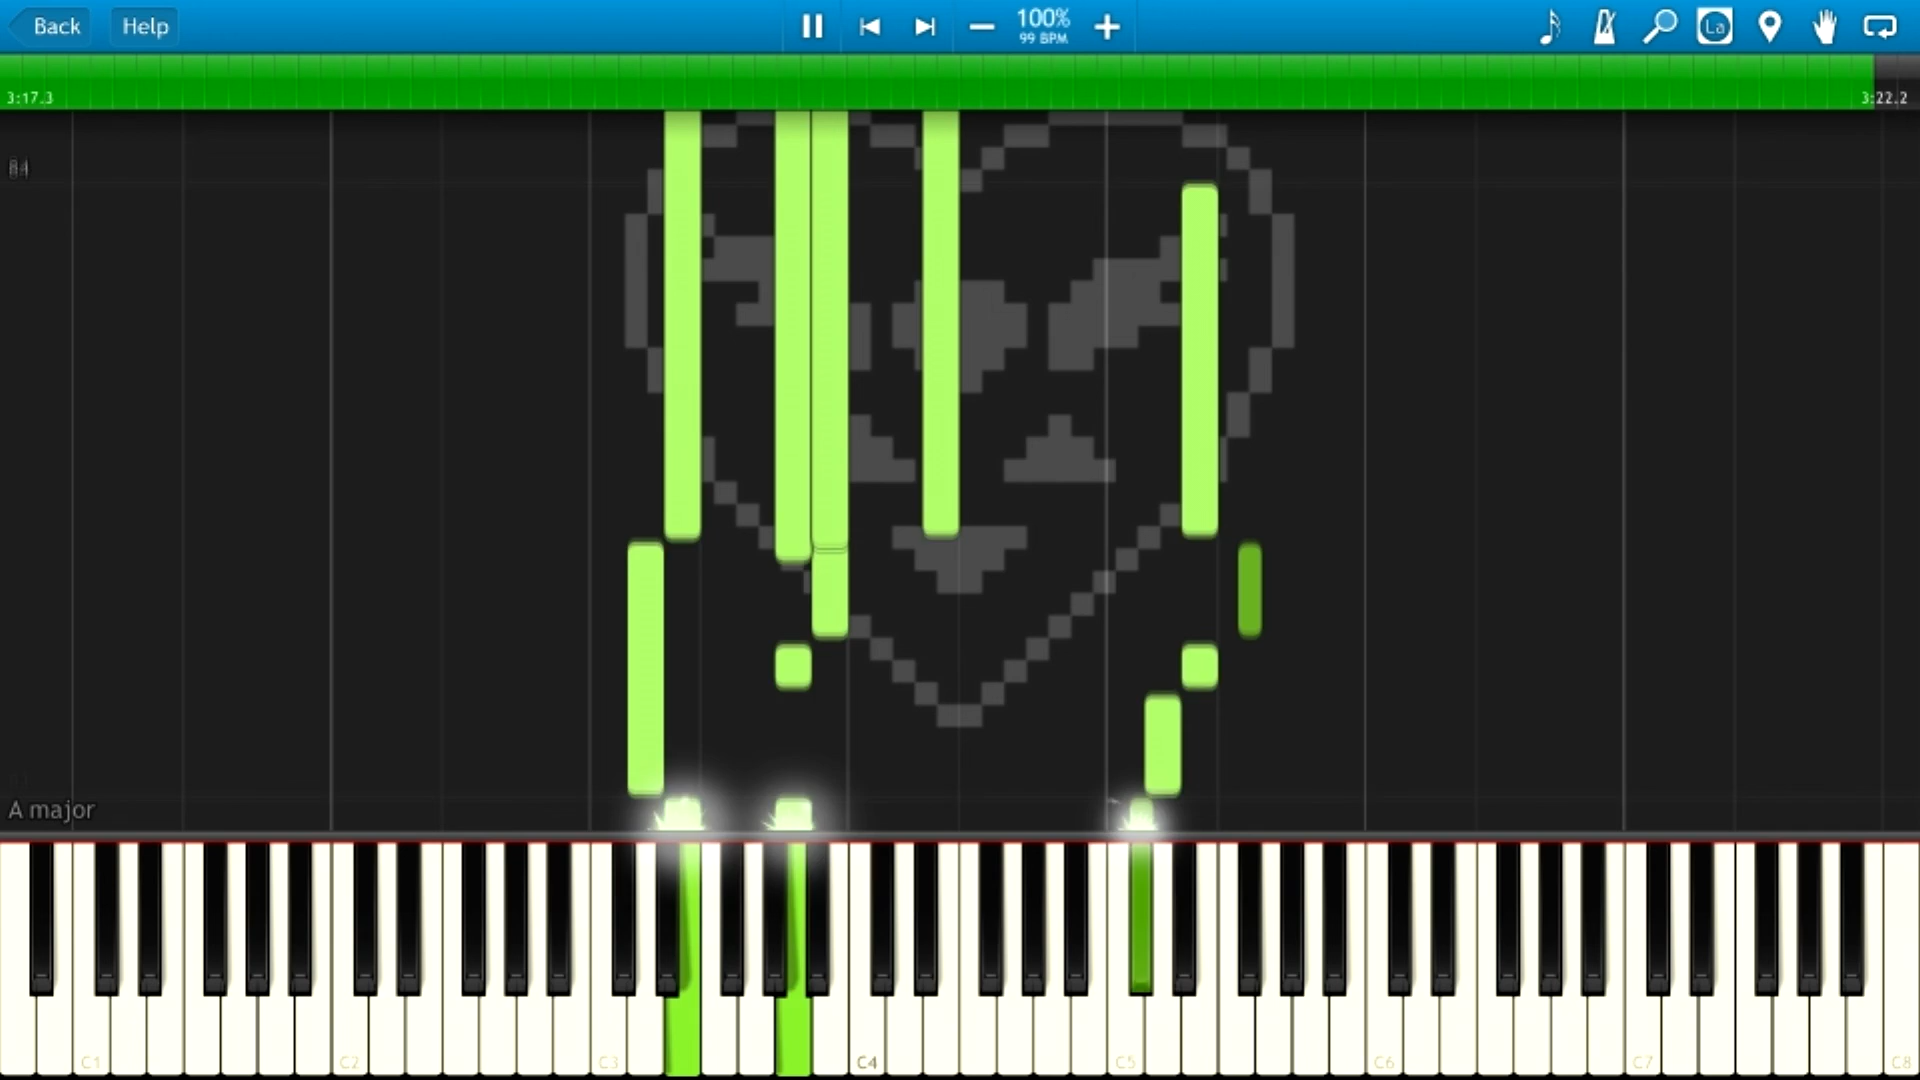 Back Help 100%
99 BPM La
3:17.3 3:22.2
A major
C1 C2 C3 C4 C5 C6 C7 C8